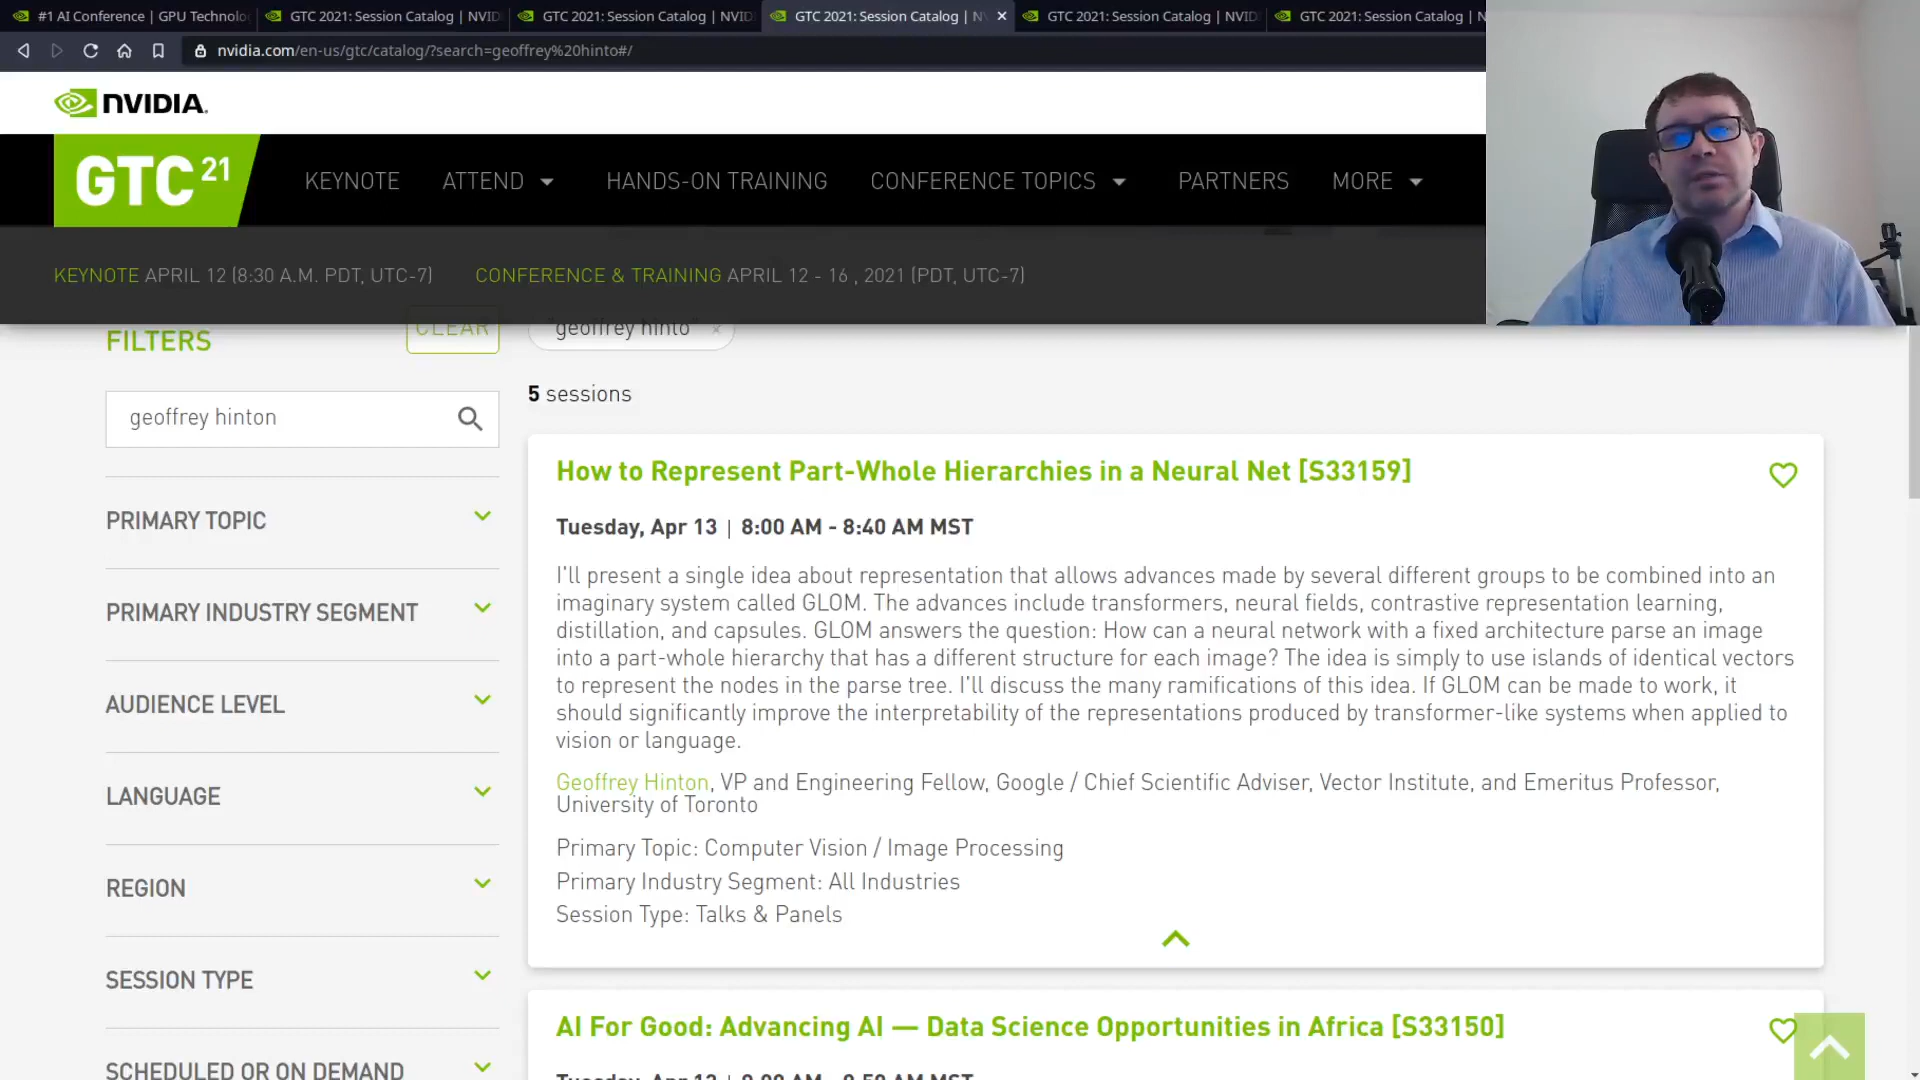 #1 AI Conference | GPU Technolo
GTC 2021: Session Catalog | NVID
GTC 2021: Session Catalog | NVID
GTC 2021: Session Catalog | N
GTC 2021: Session Catalog | NVID
GTC 2021: Session Catalog | N
nvidia.com/en-us/gtc/catalog/?search=geoffrey%20hinto#/
NVIDIA.
GTC 21
KEYNOTE
ATTEND
HANDS-ON TRAINING
CONFERENCE TOPICS
PARTNERS
MORE
KEYNOTE APRIL 12 (8:30 A.M. PDT, UTC-7)
CONFERENCE & TRAINING APRIL 12 - 16 , 2021 (PDT, UTC-7)
FILTERS
CLEAR
"geoffrey hinto" ×
geoffrey hinton
PRIMARY TOPIC
PRIMARY INDUSTRY SEGMENT
AUDIENCE LEVEL
LANGUAGE
REGION
SESSION TYPE
SCHEDULED OR ON DEMAND
5 sessions
How to Represent Part-Whole Hierarchies in a Neural Net [S33159]
Tuesday, Apr 13 | 8:00 AM - 8:40 AM MST
I'll present a single idea about representation that allows advances made by several different groups to be combined into an
imaginary system called GLOM. The advances include transformers, neural fields, contrastive representation learning,
distillation, and capsules. GLOM answers the question: How can a neural network with a fixed architecture parse an image
into a part-whole hierarchy that has a different structure for each image? The idea is simply to use islands of identical vectors
to represent the nodes in the parse tree. I'll discuss the many ramifications of this idea. If GLOM can be made to work, it
should significantly improve the interpretability of the representations produced by transformer-like systems when applied to
vision or language.
Geoffrey Hinton, VP and Engineering Fellow, Google / Chief Scientific Adviser, Vector Institute, and Emeritus Professor,
University of Toronto
Primary Topic: Computer Vision / Image Processing
Primary Industry Segment: All Industries
Session Type: Talks & Panels
AI For Good: Advancing AI — Data Science Opportunities in Africa [S33150]
Tuesday, Apr 13 | 9:00 AM - 9:50 AM MST